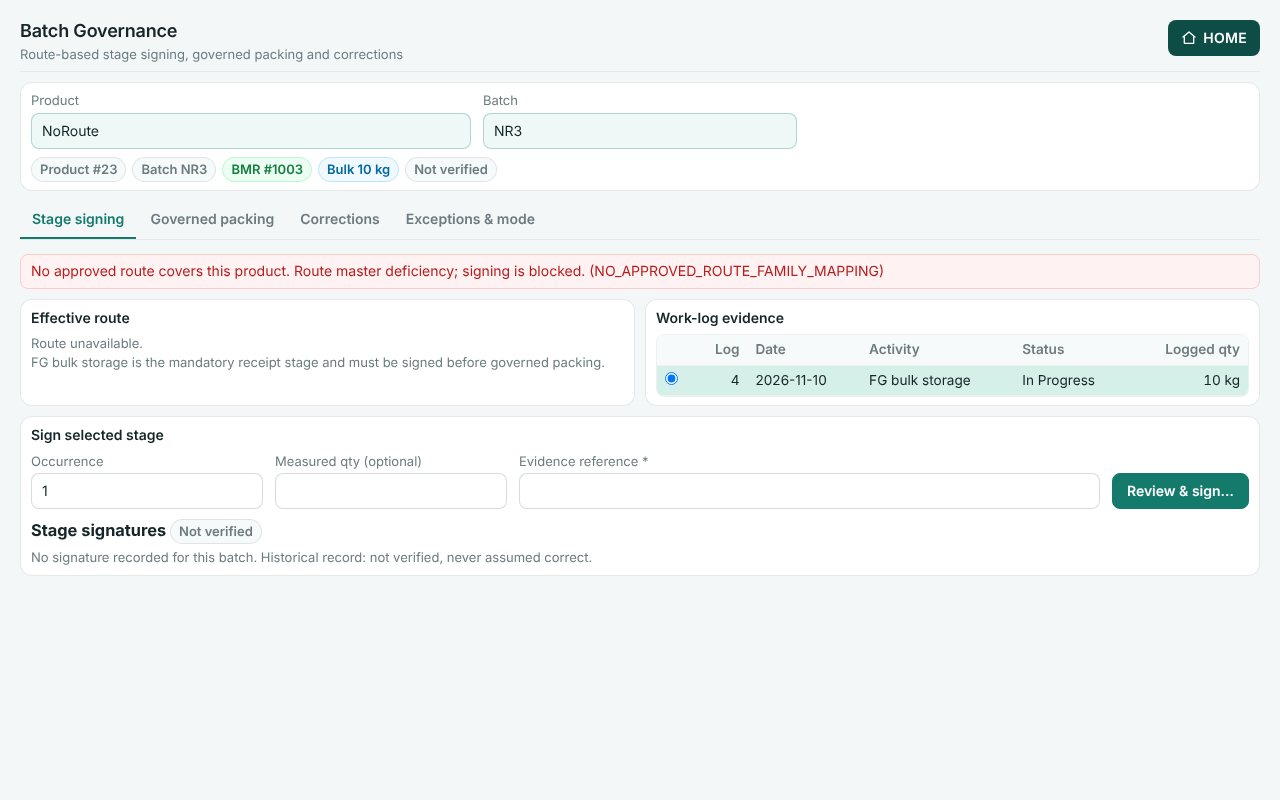 Batch Governance
Route-based stage signing, governed packing and corrections
HOME
Product
Batch
NoRoute
NR3
Product #23
Batch NR3
BMR #1003
Bulk 10 kg
Not verified
Stage signing
Governed packing
Corrections
Exceptions & mode
No approved route covers this product. Route master deficiency; signing is blocked. (NO_APPROVED_ROUTE_FAMILY_MAPPING)
Effective route
Route unavailable.
FG bulk storage is the mandatory receipt stage and must be signed before governed packing.
Work-log evidence
Log Date Activity Status Logged qty
4 2026-11-10 FG bulk storage In Progress 10 kg
Sign selected stage
Occurrence
Measured qty (optional)
Evidence reference *
1
Review & sign...
Stage signatures Not verified
No signature recorded for this batch. Historical record: not verified, never assumed correct.